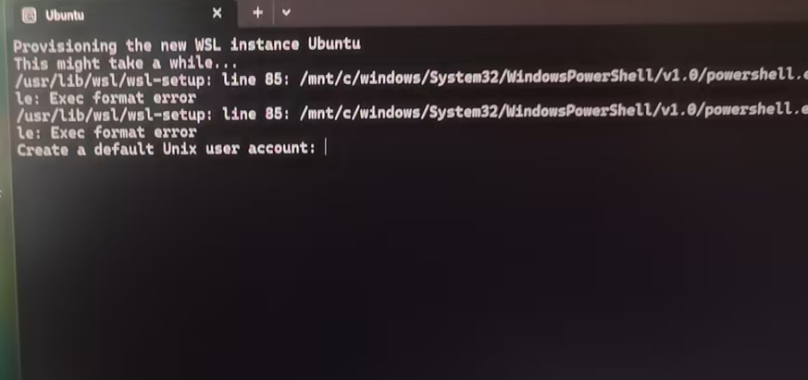 Ubuntu
Provisioning the new WSL instance Ubuntu
This might take a while...
/usr/lib/wsl/wsl-setup: line 85: /mnt/c/windows/System32/WindowsPowerShell/v1.0/powershell.e
le: Exec format error
/usr/lib/wsl/wsl-setup: line 85: /mnt/c/windows/System32/WindowsPowerShell/v1.0/powershell.e
le: Exec format error
Create a default Unix user account: